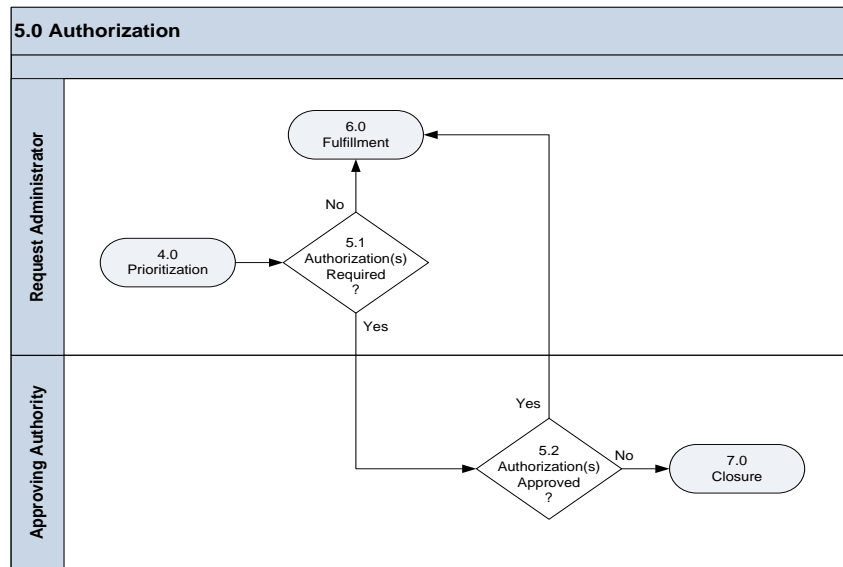 5.0 Authorization
Request Administrator
6.0
Fulfillment
No
4.0
Prioritization
5.1
Authorization(s)
Required
?
Yes
Approving Authority
Yes
5.2
Authorization(s)
Approved
?
No
7.0
Closure